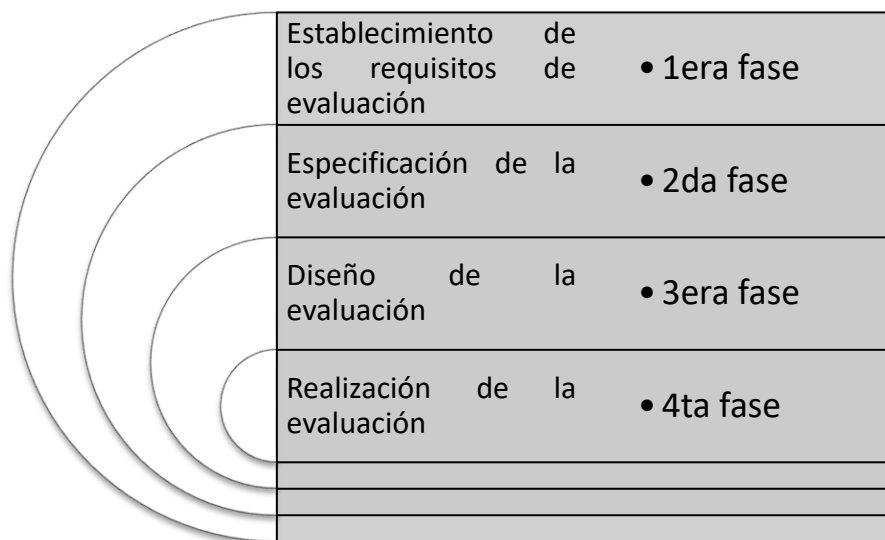 Establecimiento de
los requisitos de
evaluación
• 1era fase
Especificación de la
evaluación
• 2da fase
Diseño de la
evaluación
• 3era fase
Realización de la
evaluación
• 4ta fase